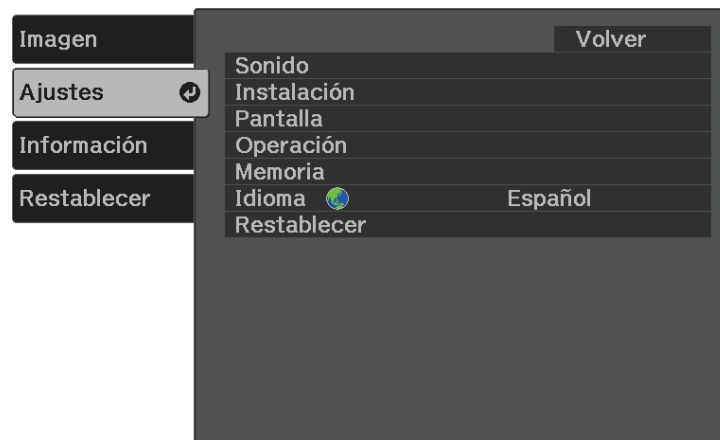 Imagen
Ajustes
Información
Restablecer
Volver
Sonido
Instalación
Pantalla
Operación
Memoria
Idioma Español
Restablecer